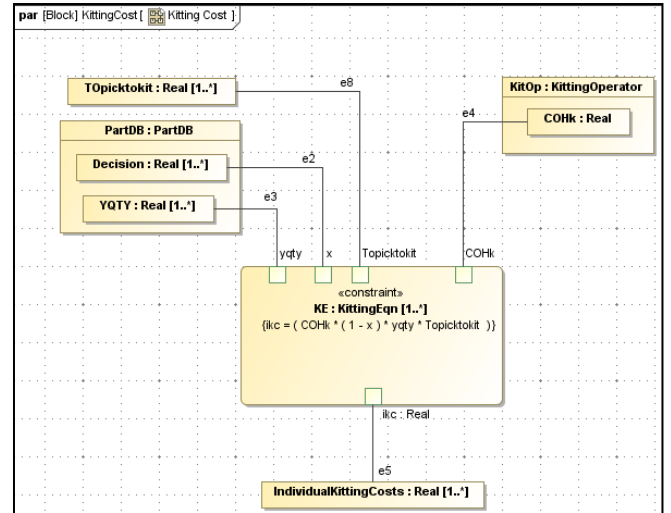 par [Block] KittingCost [ Kitting Cost ]
TOpicktokit : Real [1..*]
e8
KitOp : KittingOperator
COHk : Real
e4
PartDB : PartDB
Decision : Real [1..*]
e2
YQTY : Real [1..*]
e3
yqty
x
Topicktokit
COHk
«constraint»
KE : KittingEqn [1..*]
{ikc = ( COHk * ( 1 - x ) * yqty * Topicktokit )}
ikc : Real
e5
IndividualKittingCosts : Real [1..*]